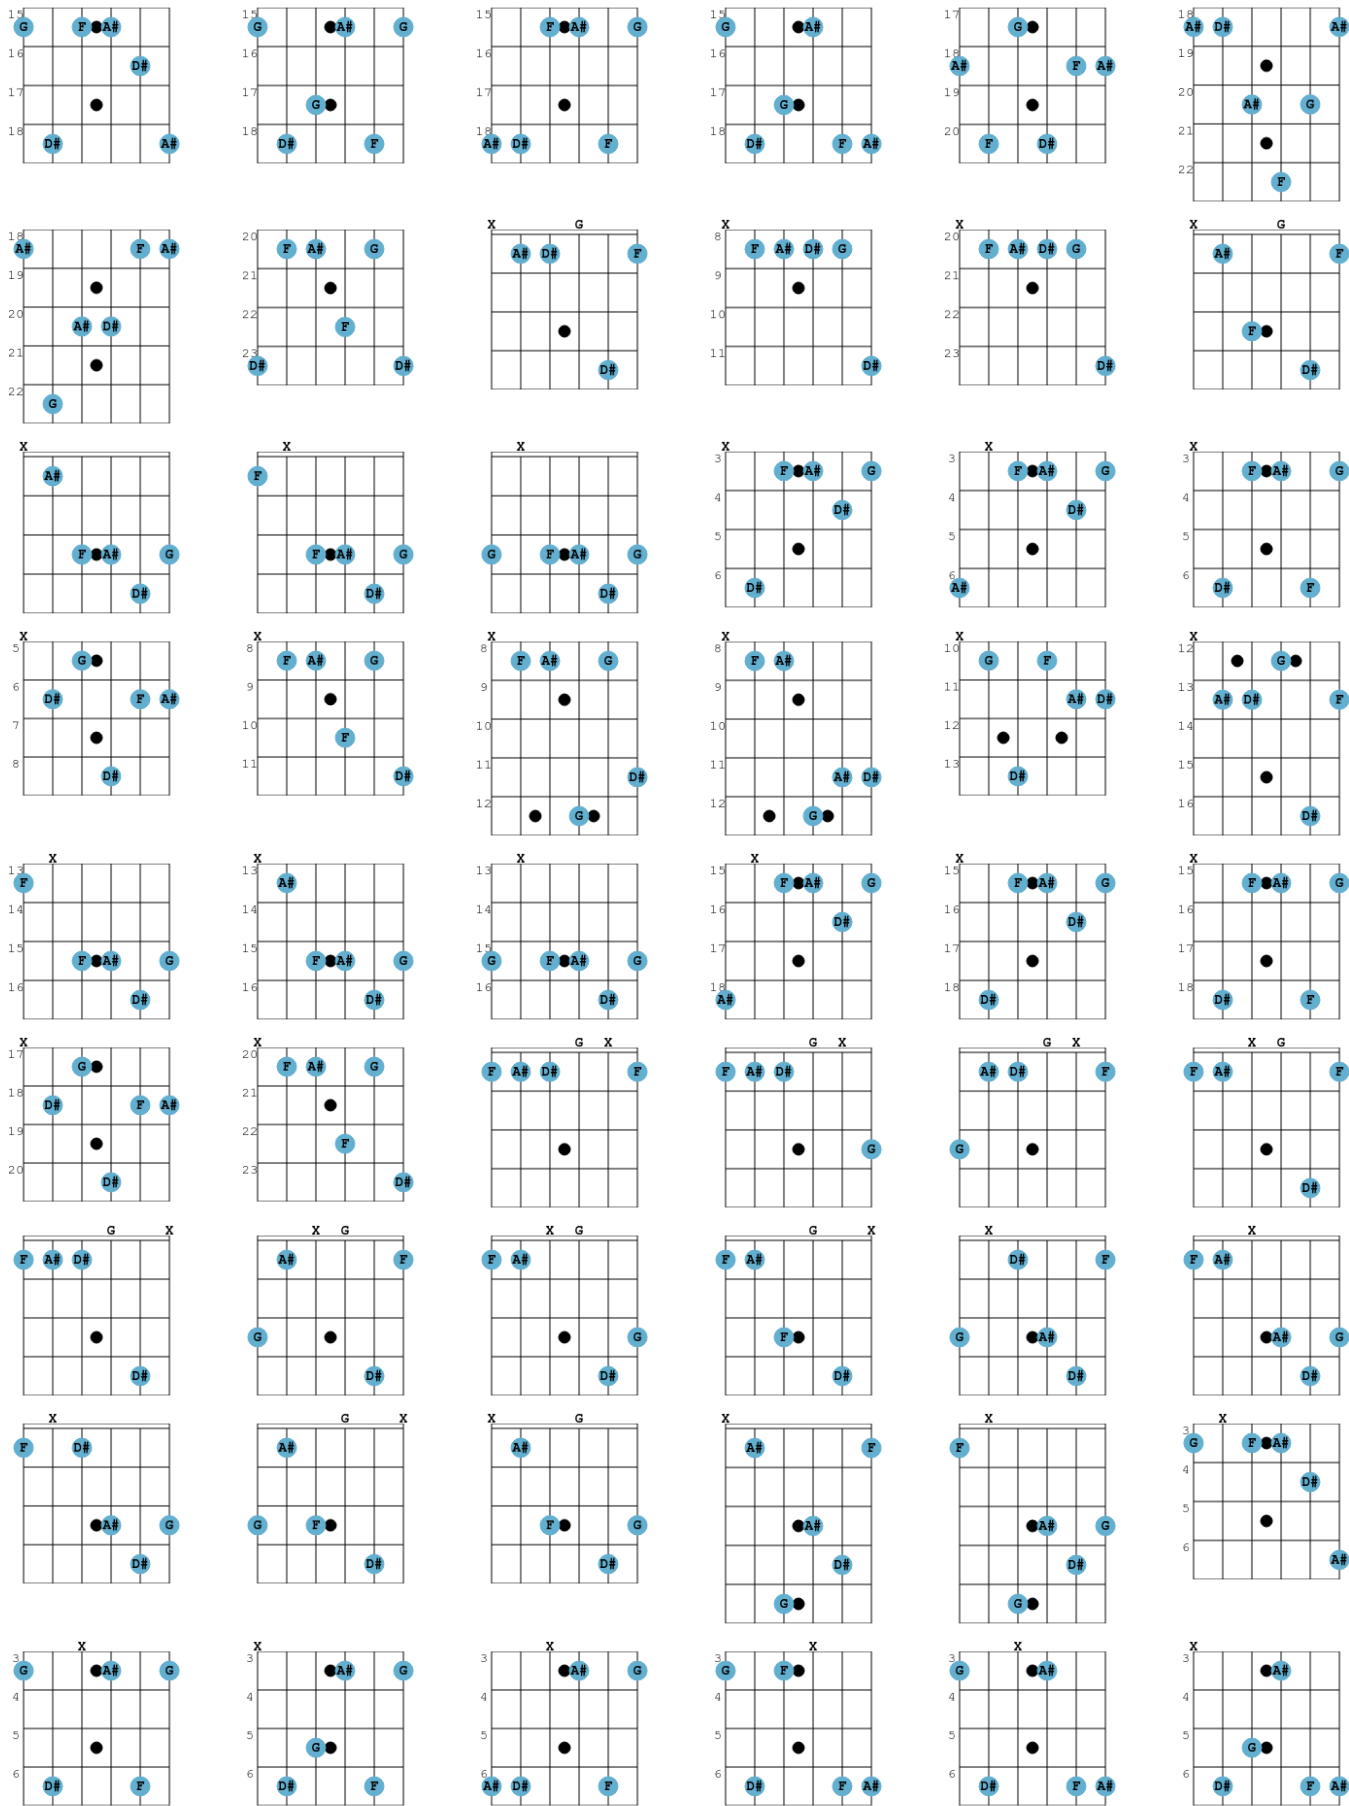 15 G F A#
16 D#
17
18 D# A#
15 G A# G
16
17 G
18 D# F
15 F A# G
16
17
18 A# D# F
15 G A#
16
17 G
18 D# F A#
17 G
18 A# F A#
19
20 F D#
18 A# D# A#
19
20 A# G
21
22 F
18 A# F A#
19
20 A# D#
21
22 G
20 F A# G
21
22 F
23 D# D#
X G
A# D# F
D#
X
8 F A# D# G
9
10
11 D#
X
20 F A# D# G
21
22
23 D#
X G
A# F
F
D#
X
A#
F A# G
D#
X
F
F A# G
D#
X
G F A# G
D#
X
3 F A# G
4 D#
5
6 D#
X
3 F A# G
4 D#
5
6 A#
X
3 F A# G
4
5
6 D# F
X
5 G
6 D# F A#
7
8 D#
X
8 F A# G
9
10 F
11 D#
X
8 F A# G
9
10
11 D#
12 G
X
8 F A#
9
10
11 A# D#
12 G
X
10 G F
11 A# D#
12
13 D#
X
12 G
13 A# D# F
14
15
16 D#
X
13 F
14
15 F A# G
16 D#
X
13 A#
14
15 F A# G
16 D#
X
13
14
15 G F A# G
16 D#
X
15 F A# G
16 D#
17
18 A#
X
15 F A# G
16 D#
17
18 D#
X
15 F A# G
16
17
18 D# F
X
17 G
18 D# F A#
19
20 D#
X
20 F A# G
21
22 F
23 D#
G X
F A# D# F
G X
F A# D#
G
G X
A# D# F
G
X G
F A# F
D#
G X
F A# D#
D#
X G
A# F
G
D#
X G
F A#
G
D#
G X
F A#
F
D#
X
D# F
G A#
D#
X
F A#
A# G
D#
X
F D#
A# G
D#
G X
A#
G F
D#
X G
A#
F G
D#
X
A# F
A#
D#
G
X
F
A# G
D#
G
X
3 G F A#
4 D#
5
6 A#
X
3 G A# G
4
5
6 D# F
X
3 A# G
4
5 G
6 D# F
X
3 A# G
4
5
6 A# D# F
X
3 G F
4
5
6 D# F A#
X
3 G A#
4
5
6 D# F A#
X
3 A#
4
5 G
6 D# F A#